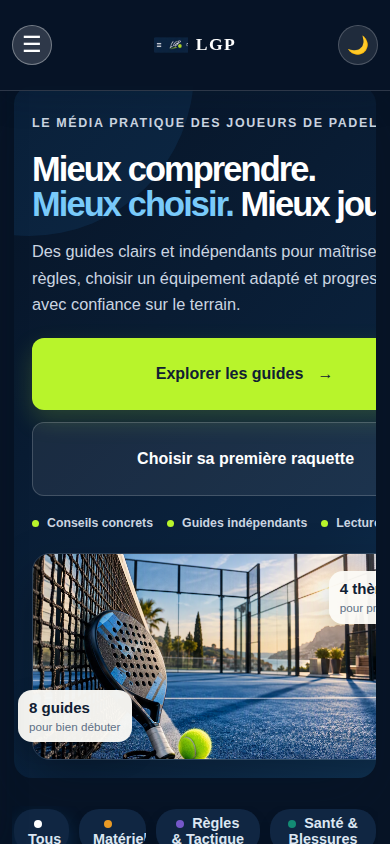 ☰ LGP 🌙
LE MÉDIA PRATIQUE DES JOUEURS DE PADEL
Mieux comprendre.
Mieux choisir. Mieux jou
Des guides clairs et indépendants pour maîtrise
règles, choisir un équipement adapté et progres
avec confiance sur le terrain.
Explorer les guides →
Choisir sa première raquette
Conseils concrets Guides indépendants Lecture
4 thè
pour pr
8 guides
pour bien débuter
Tous
Matériel
Règles
& Tactique
Santé &
Blessures